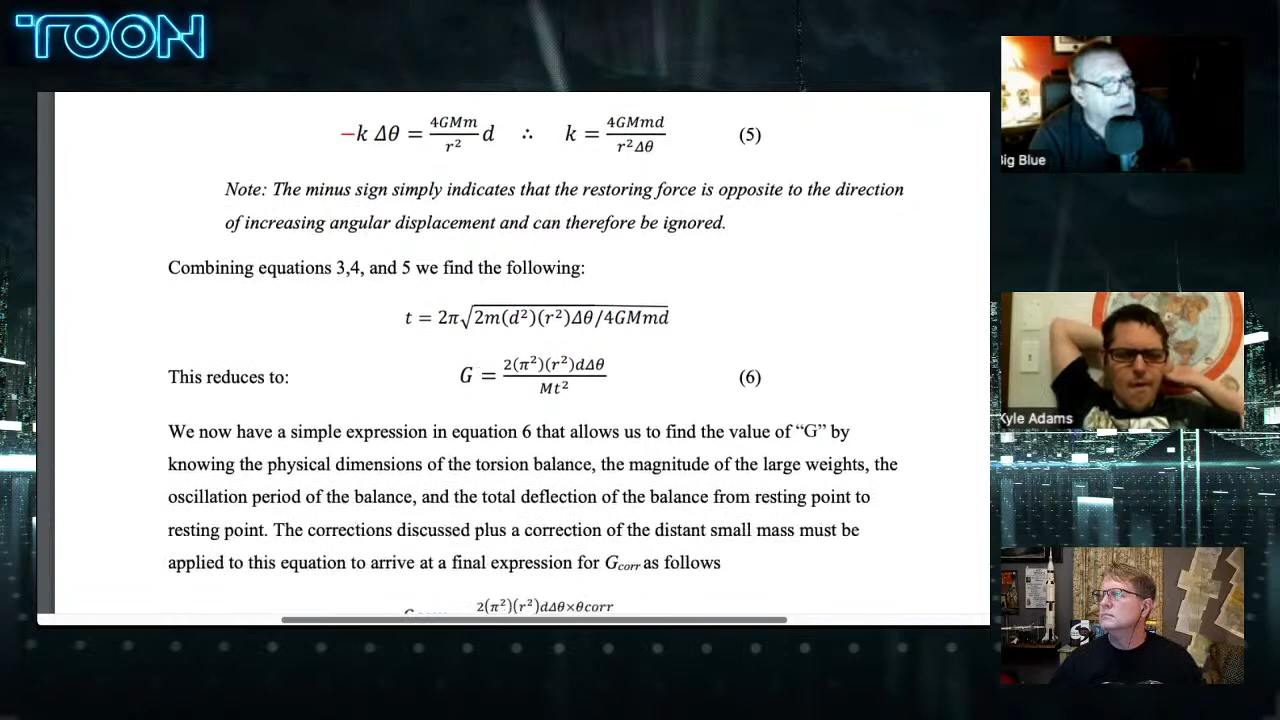 TOON
−k Δθ = 4GMm/r² d ∴ k = 4GMmd/r²Δθ (5)
Note: The minus sign simply indicates that the restoring force is opposite to the direction
of increasing angular displacement and can therefore be ignored.
Combining equations 3,4, and 5 we find the following:
t = 2π√2m(d²)(r²)Δθ/4GMmd
This reduces to: G = 2(π²)(r²)dΔθ/Mt² (6)
We now have a simple expression in equation 6 that allows us to find the value of “G” by
knowing the physical dimensions of the torsion balance, the magnitude of the large weights, the
oscillation period of the balance, and the total deflection of the balance from resting point to
resting point. The corrections discussed plus a correction of the distant small mass must be
applied to this equation to arrive at a final expression for Gcorr as follows
2(π²)(r²)dΔθ×θcorr
Big Blue
Kyle Adams